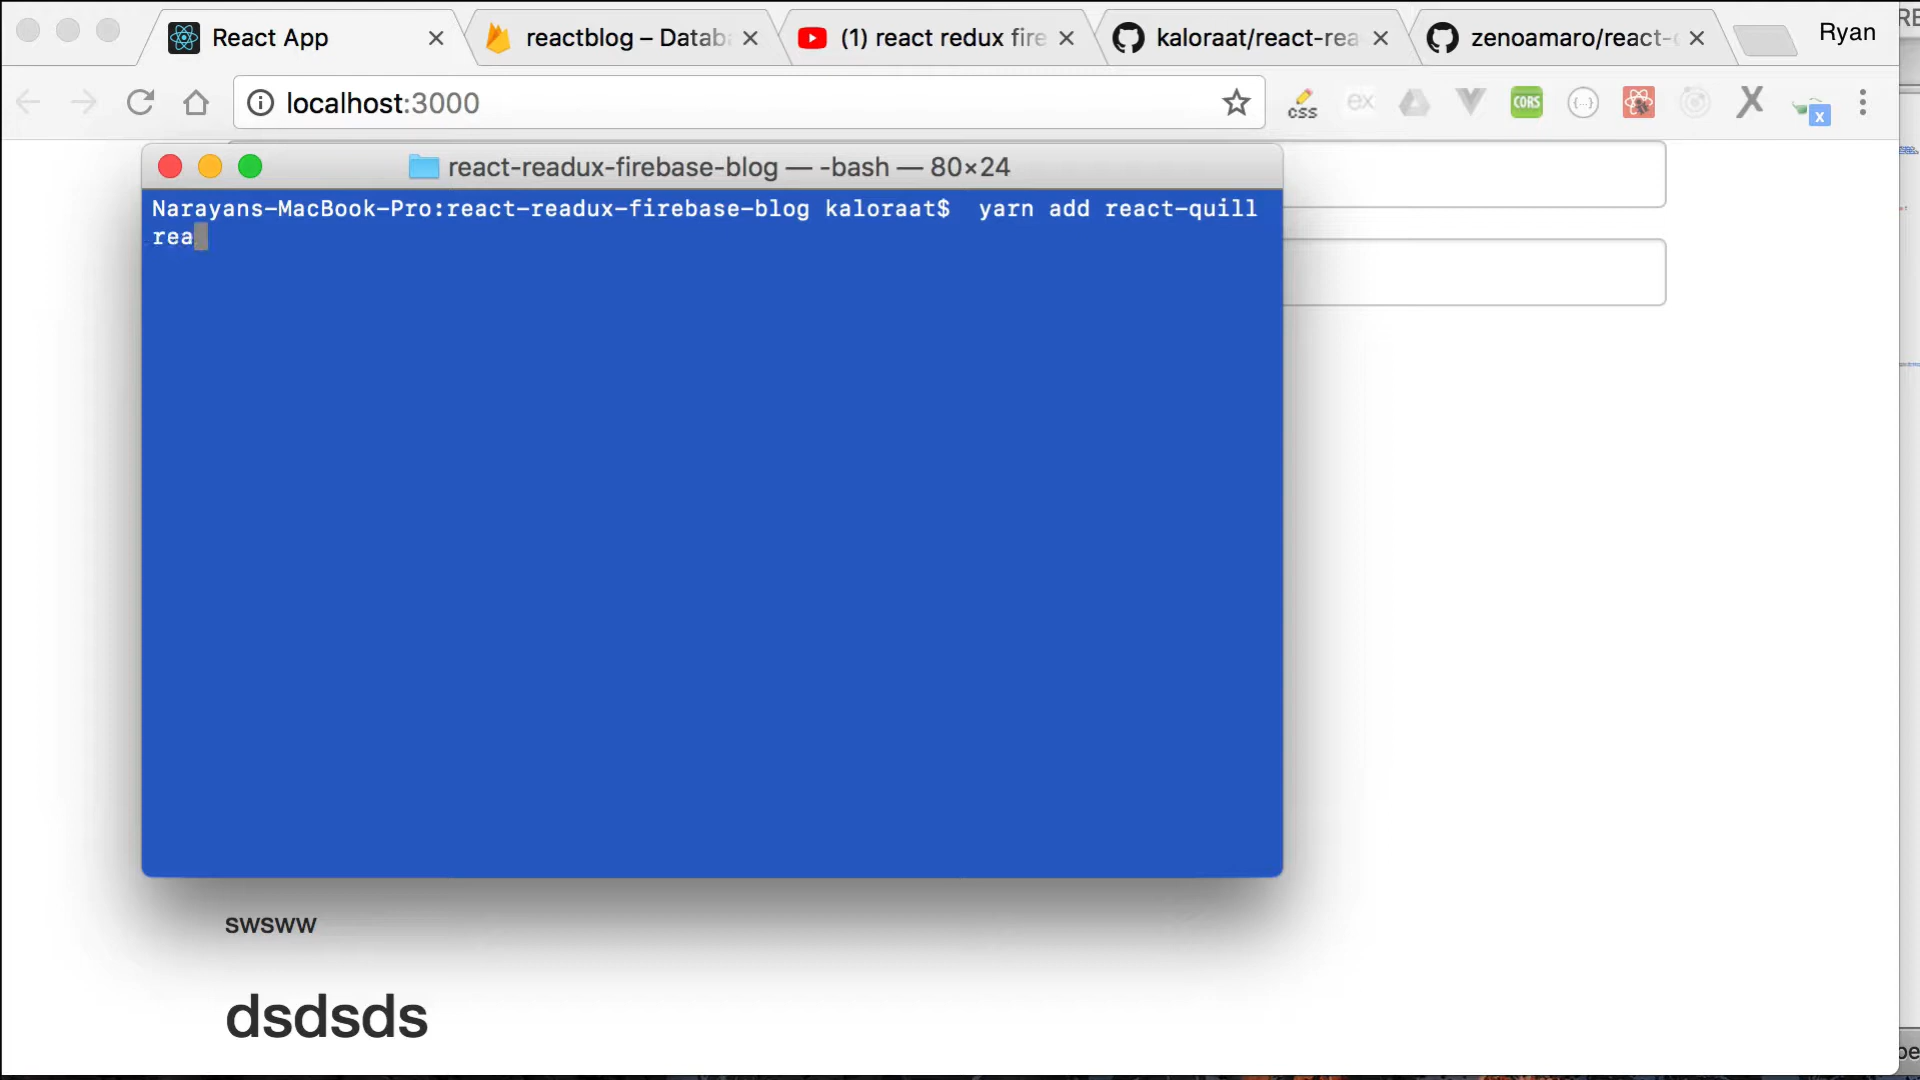 React App
reactblog – Datab
(1) react redux fire
kaloraat/react-rea
zenoamaro/react-
Ryan
localhost:3000
css
ex
CORS
{...}
X
x
react-readux-firebase-blog — -bash — 80×24
Narayans-MacBook-Pro:react-readux-firebase-blog kaloraat$  yarn add react-quill
rea
swsww
dsdsds